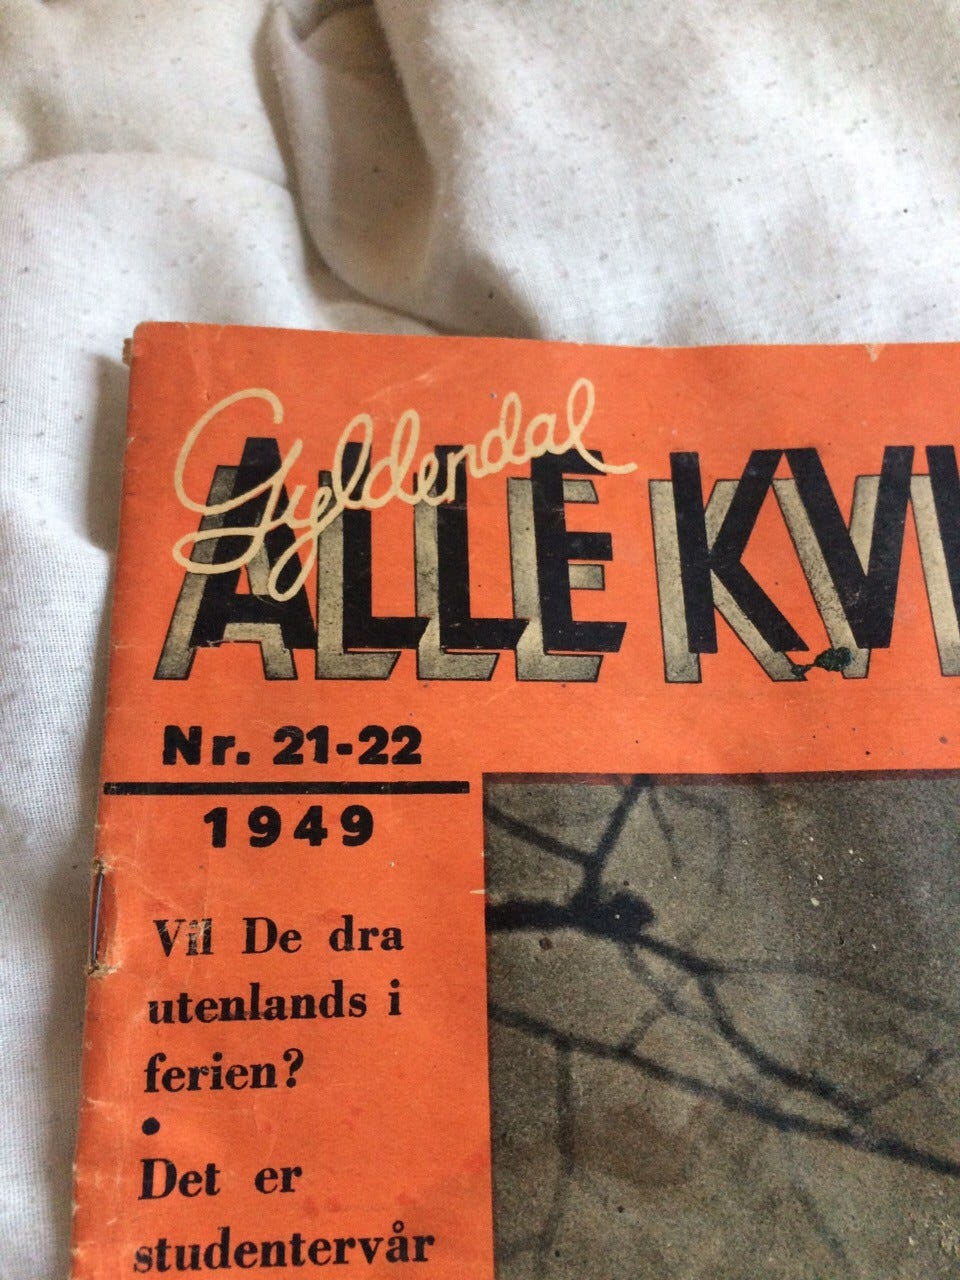 Gyldendal
ALLE KV
Nr. 21-22
1949
Vil De dra
utenlands i
ferien?
•
Det er
studentervår